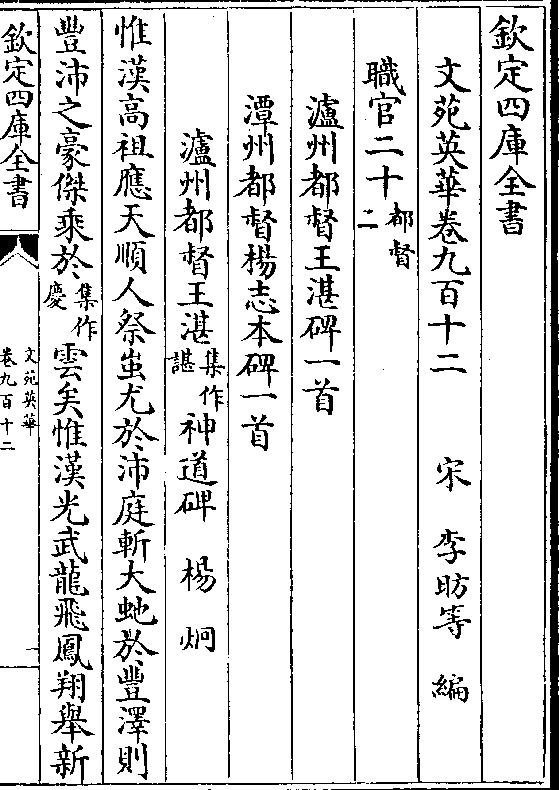 欽定四庫全書
文苑英華卷九百十二　　宋　李昉等　編
職官二十都督二
瀘州都督王湛碑一首
潭州都督楊志本碑一首
瀘州都督王湛集作諶神道碑　楊烱
惟漢高祖應天順人祭蚩尤於沛庭斬大虵於豐澤則
豐沛之豪傑乘於集作慶雲矣惟漢光武龍飛鳳翔舉新
欽定四庫全書
文苑英華
卷九百十二
一